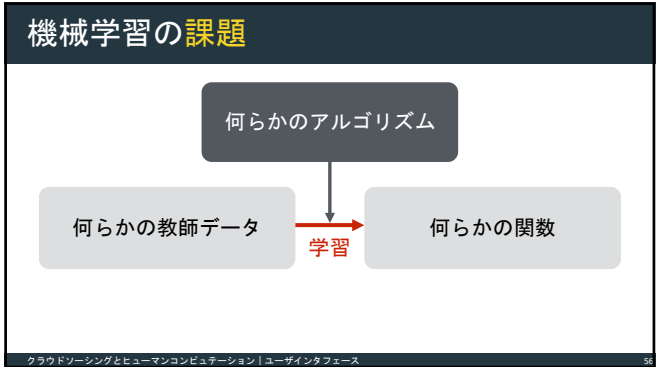 機械学習の課題
何らかのアルゴリズム
何らかの教師データ
学習
何らかの関数
クラウドソーシングとヒューマンコンピュテーション | ユーザインタフェース
56